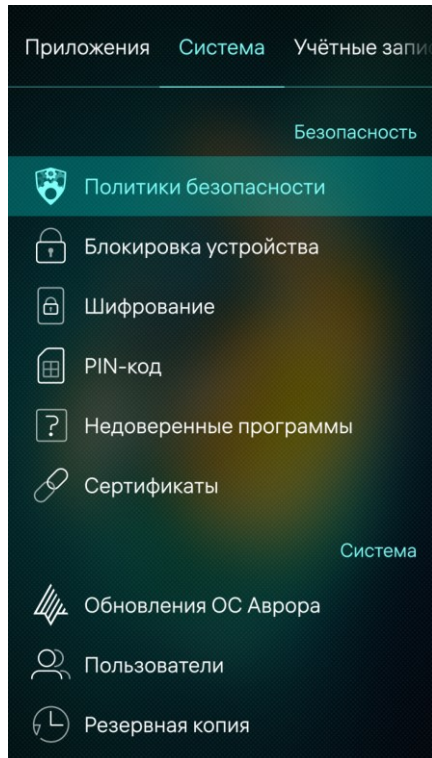 Приложения Система Учётные запи
Безопасность
Политики безопасности
Блокировка устройства
Шифрование
PIN-код
Недоверенные программы
Сертификаты
Система
Обновления ОС Аврора
Пользователи
Резервная копия